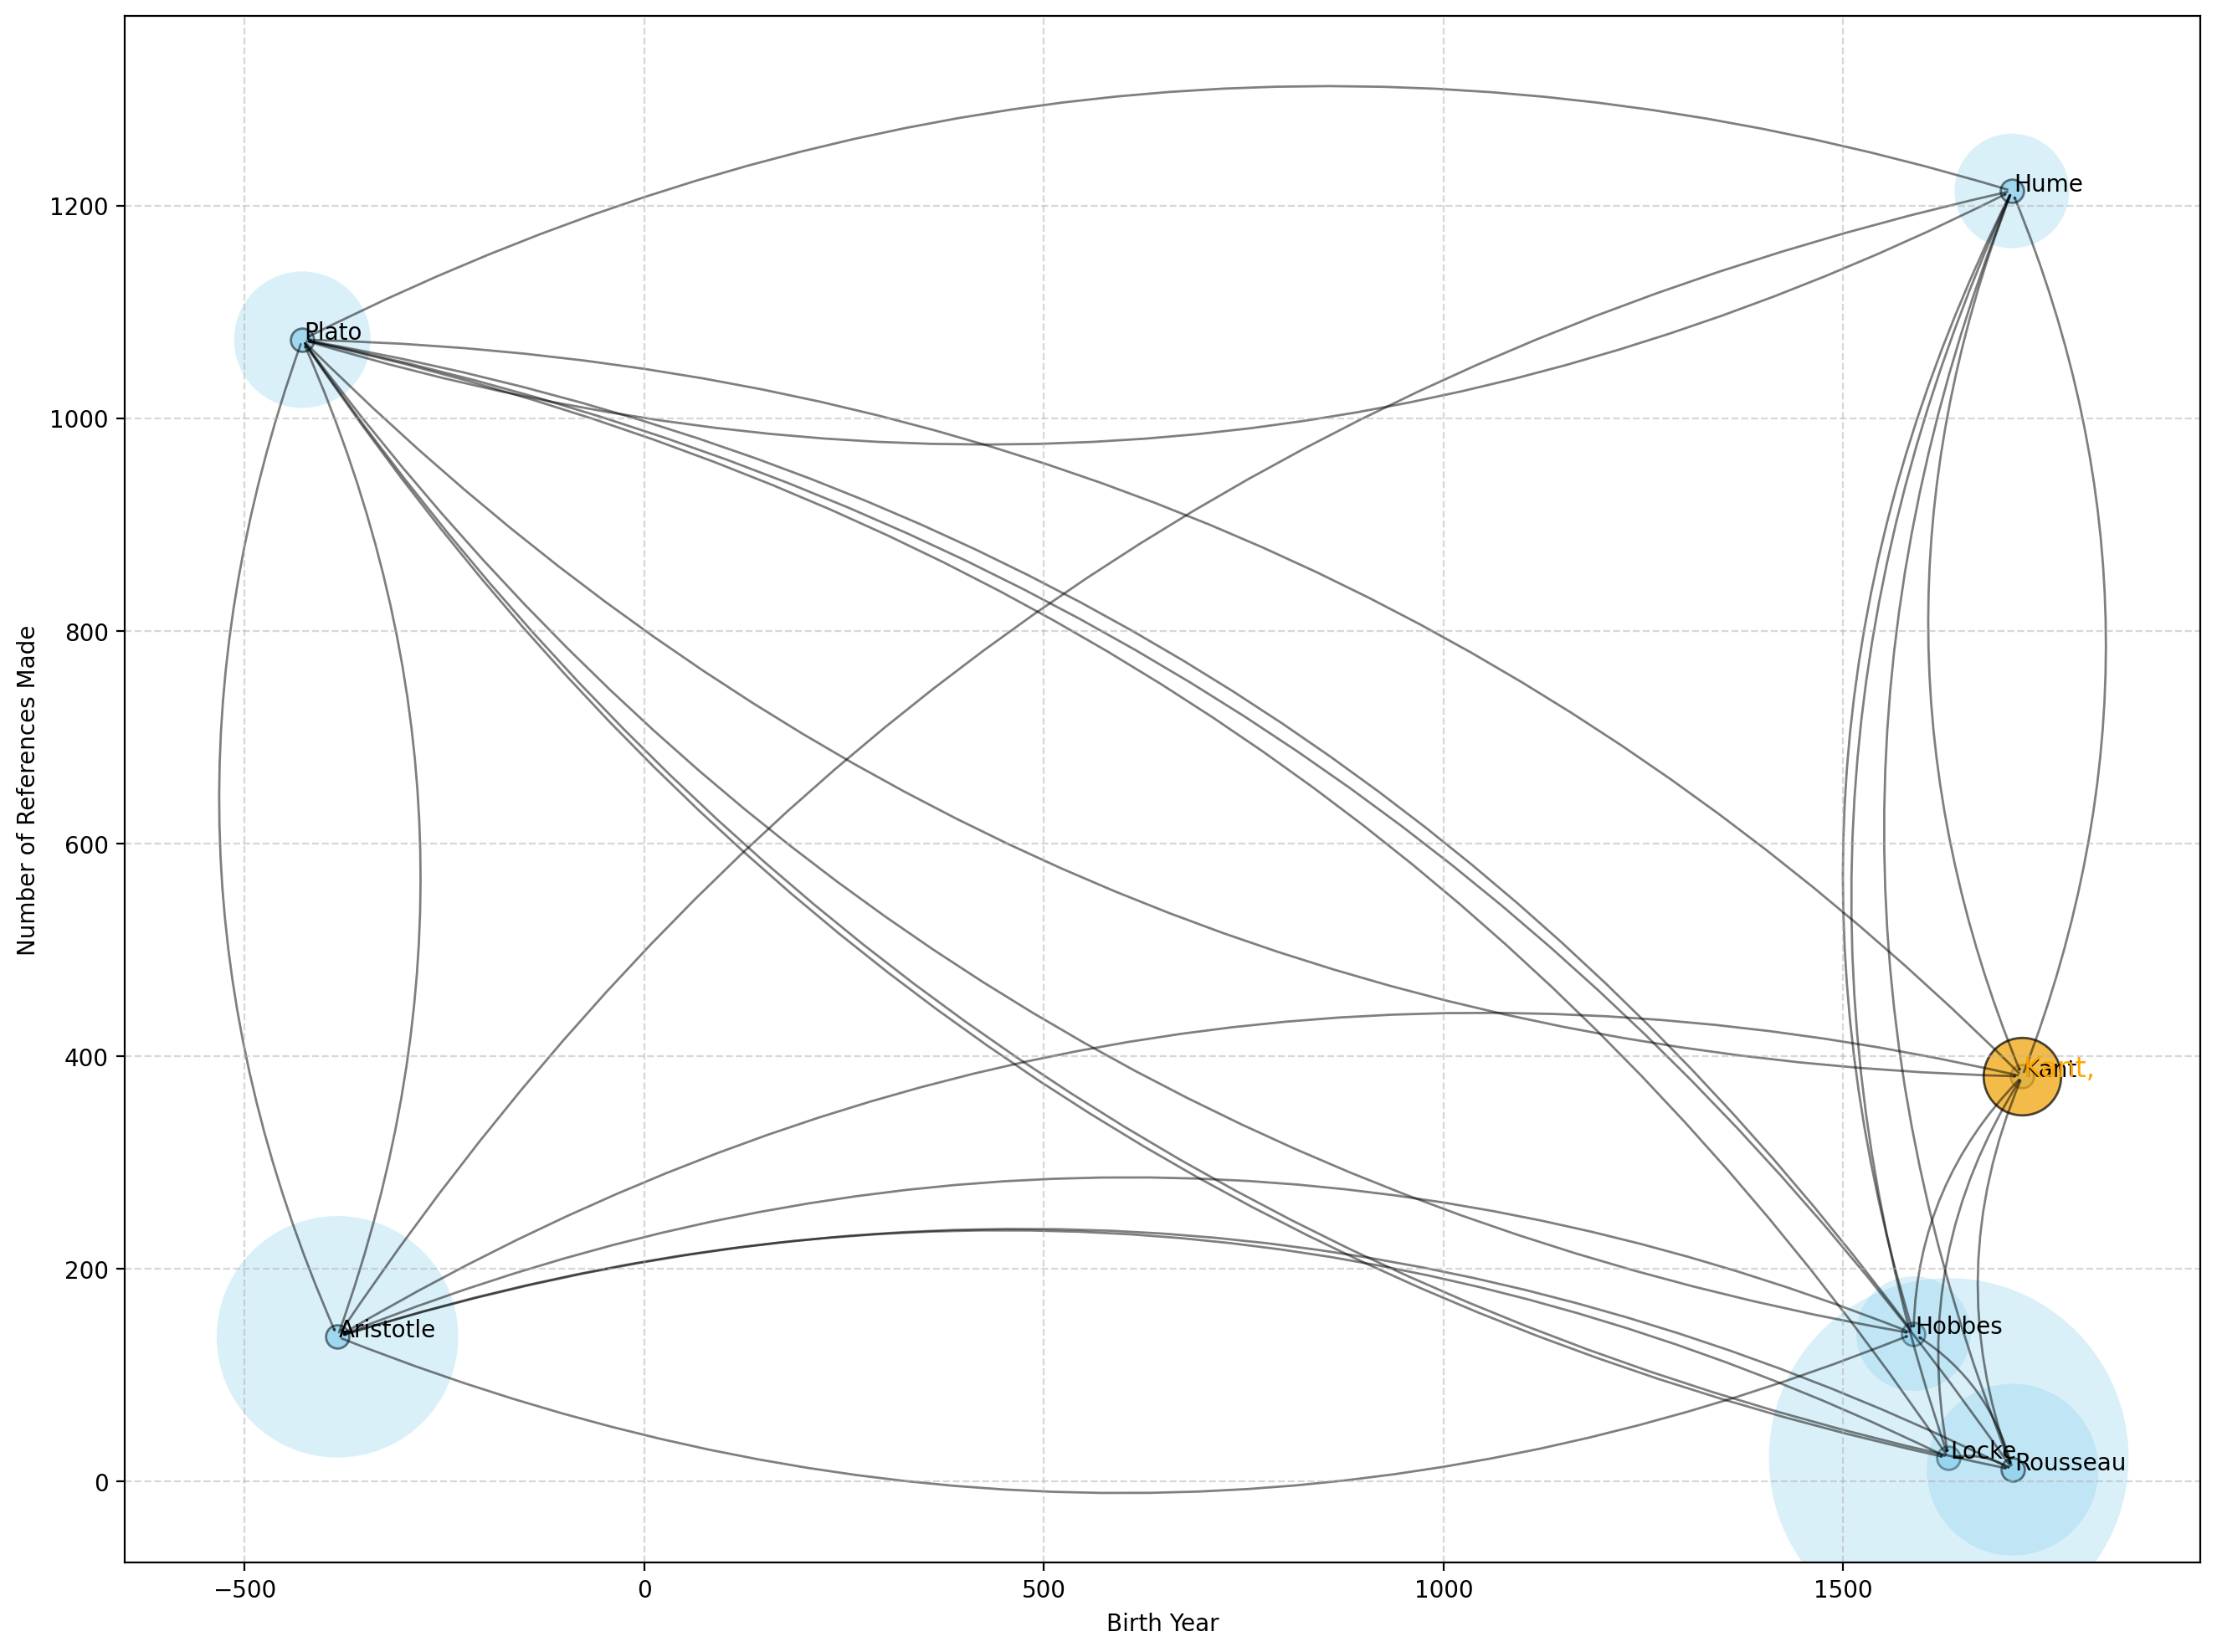 Number of References Made
1200
1000
800
600
400
200
0
Hume
Plato
Kant
Kant,
Aristotle
Hobbes
Locke
Rousseau
−500
0
500
1000
1500
Birth Year